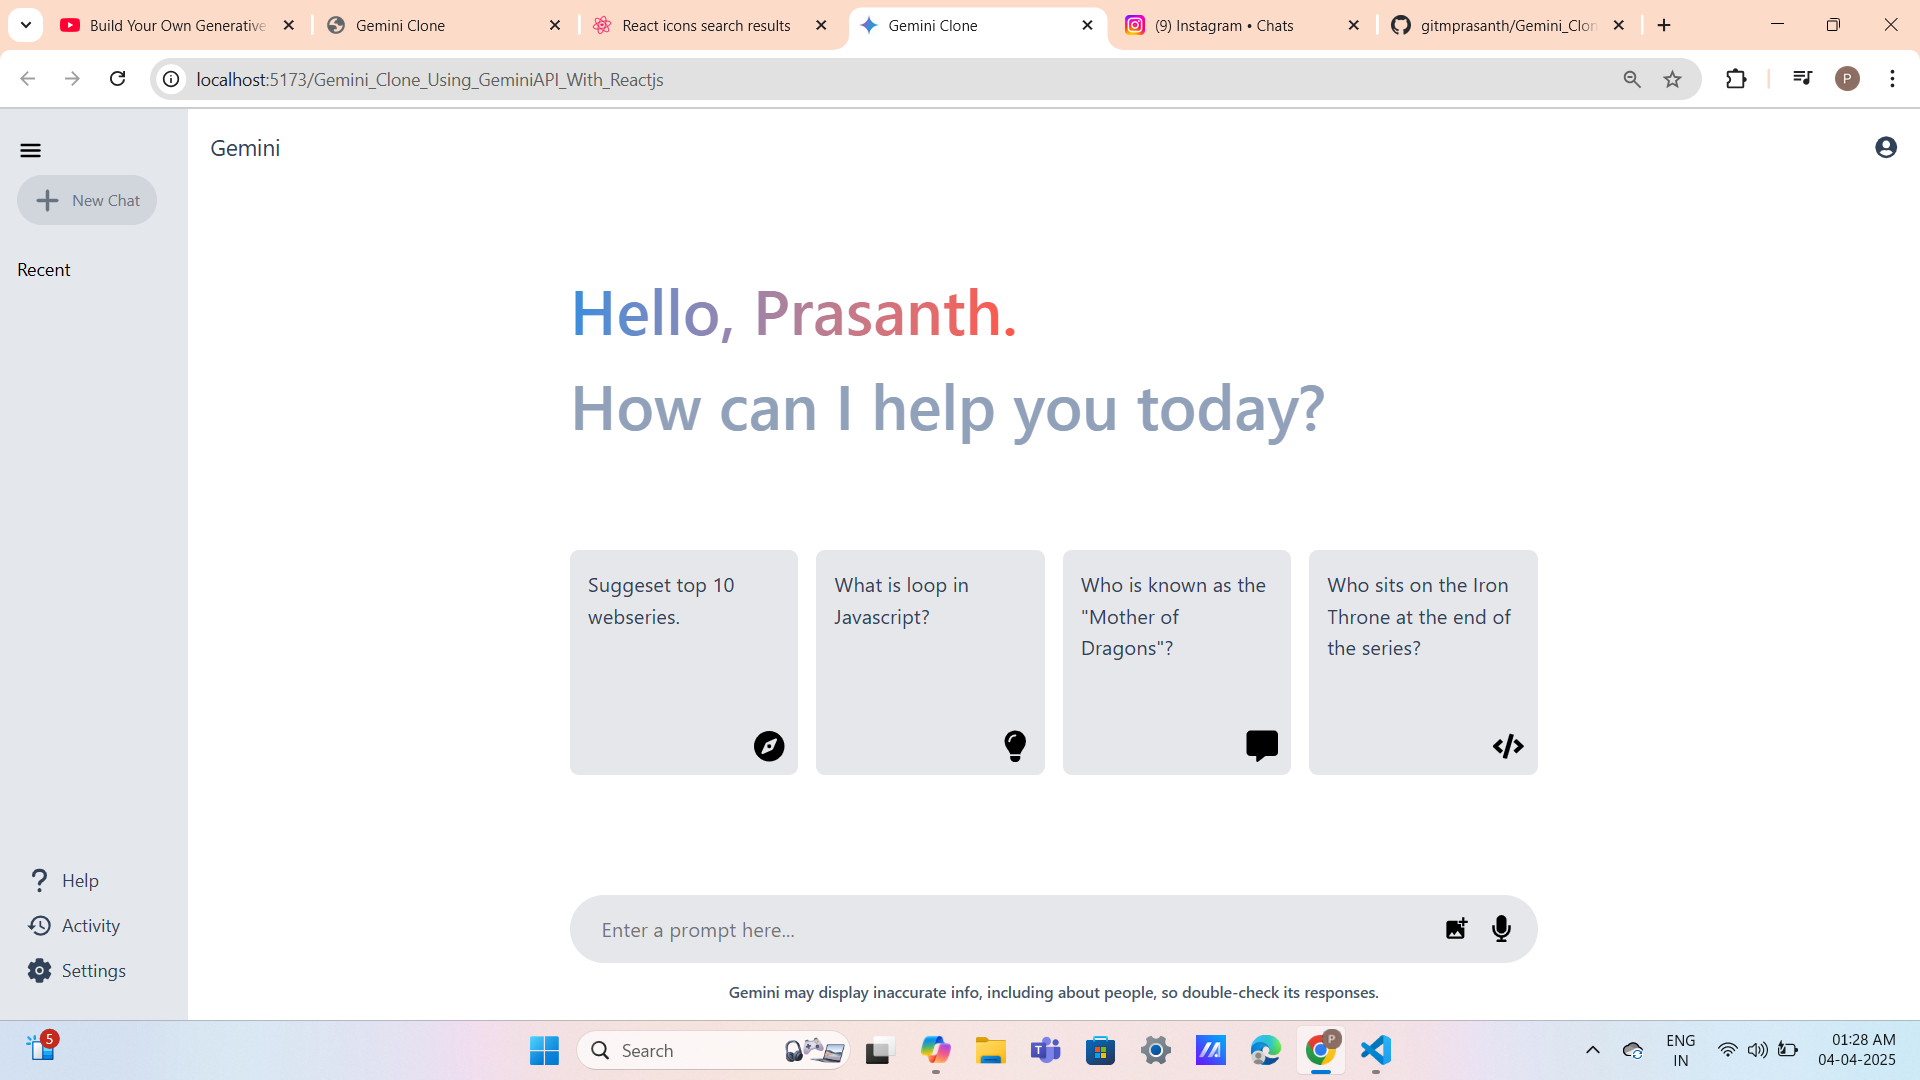 Build Your Own Generative
Gemini Clone
React icons search results
Gemini Clone
(9) Instagram • Chats
gitmprasanth/Gemini_Clon
localhost:5173/Gemini_Clone_Using_GeminiAPI_With_Reactjs
P
Gemini
New Chat
Recent
Hello, Prasanth.
How can I help you today?
Suggeset top 10
webseries.
What is loop in
Javascript?
Who is known as the
"Mother of
Dragons"?
Who sits on the Iron
Throne at the end of
the series?
Help
Activity
Settings
Enter a prompt here...
Gemini may display inaccurate info, including about people, so double-check its responses.
5
Search
P
ENG
IN
01:28 AM
04-04-2025